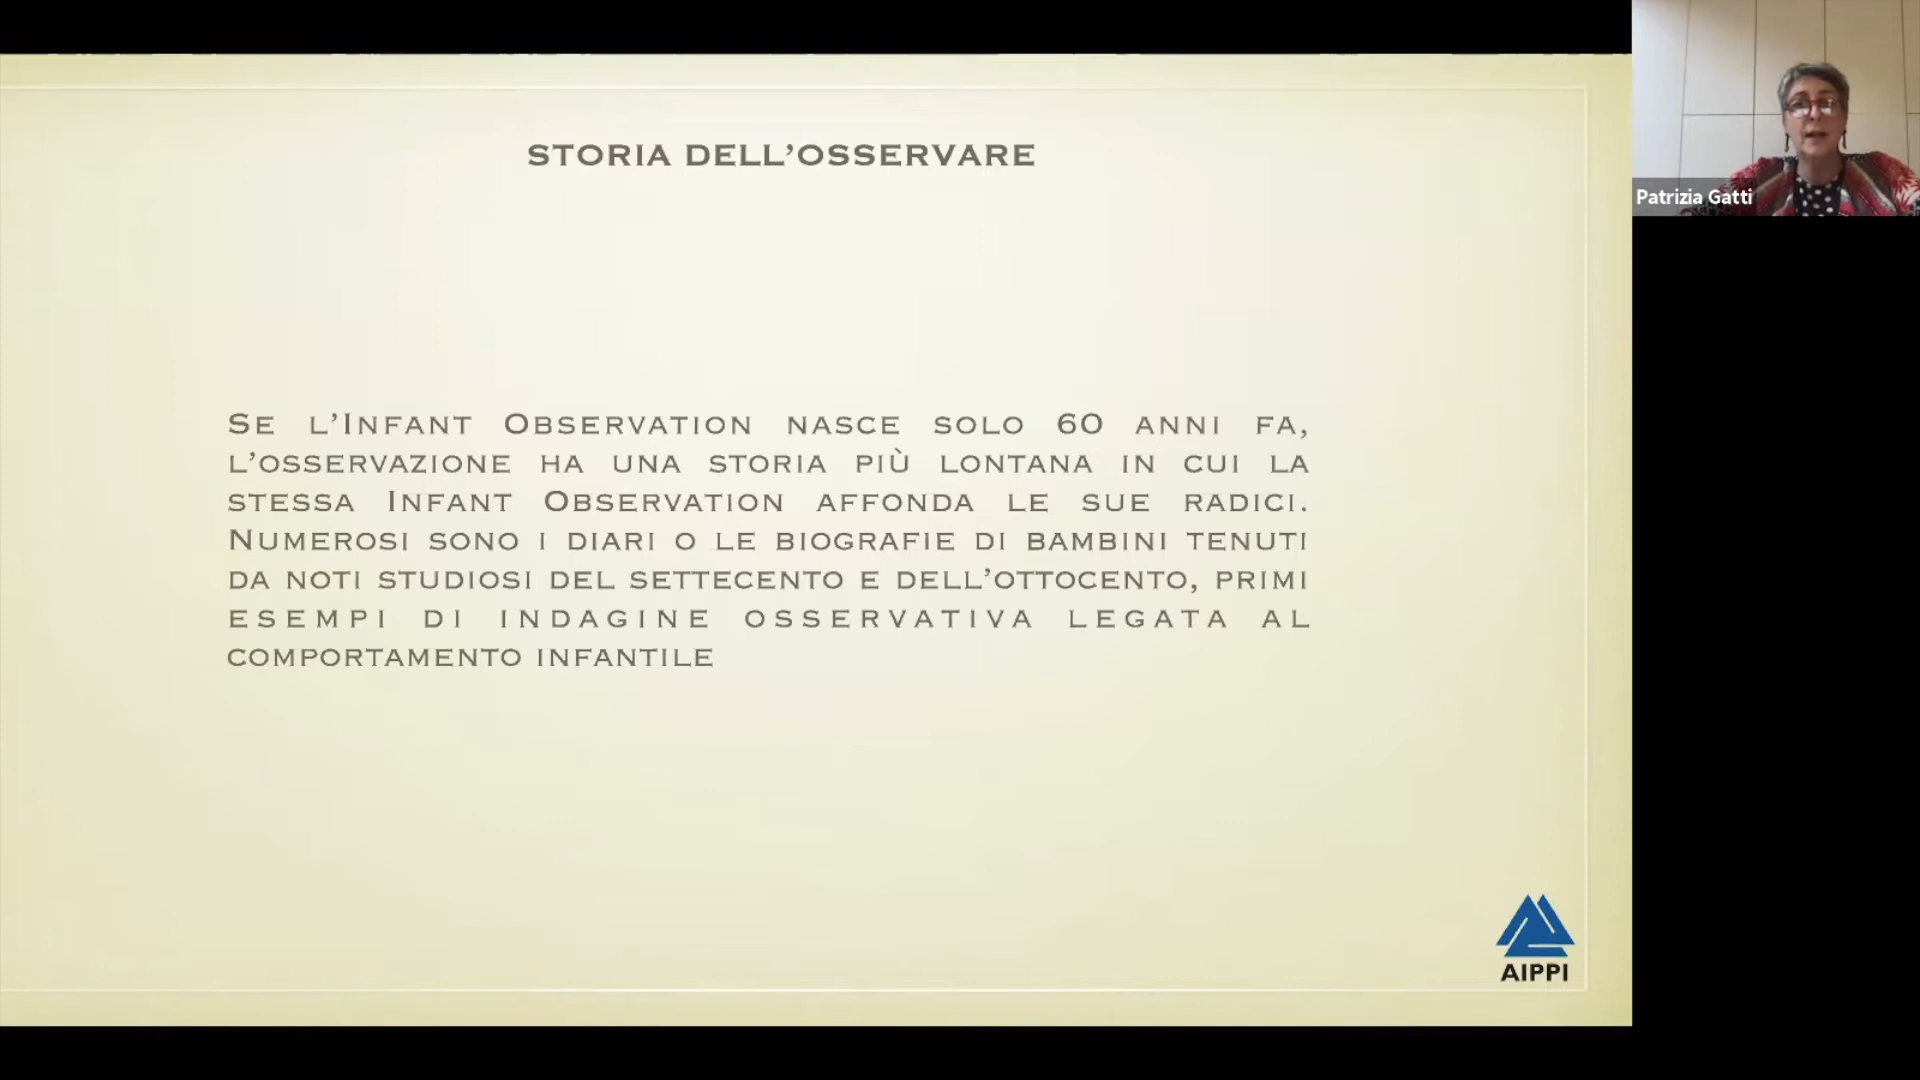 STORIA DELL’OSSERVARE
SE L’INFANT OBSERVATION NASCE SOLO 60 ANNI FA,
L’OSSERVAZIONE HA UNA STORIA PIÙ LONTANA IN CUI LA
STESSA INFANT OBSERVATION AFFONDA LE SUE RADICI.
NUMEROSI SONO I DIARI O LE BIOGRAFIE DI BAMBINI TENUTI
DA NOTI STUDIOSI DEL SETTECENTO E DELL’OTTOCENTO, PRIMI
ESEMPI DI INDAGINE OSSERVATIVA LEGATA AL
COMPORTAMENTO INFANTILE
AIPPI
Patrizia Gatti